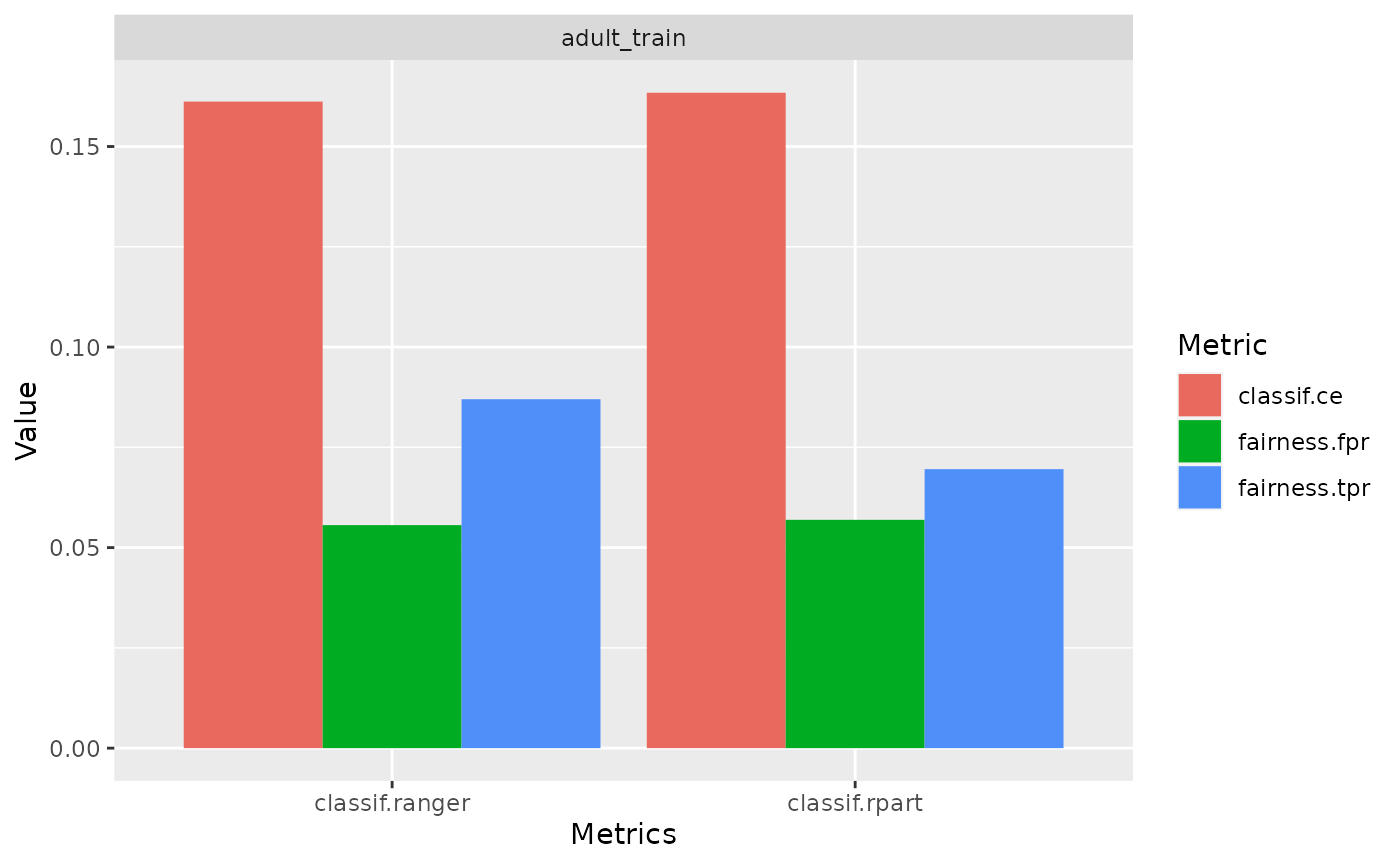 adult_train
0.15
0.10
0.05
0.00
Value
classif.ranger
classif.rpart
Metrics
Metric
classif.ce
fairness.fpr
fairness.tpr